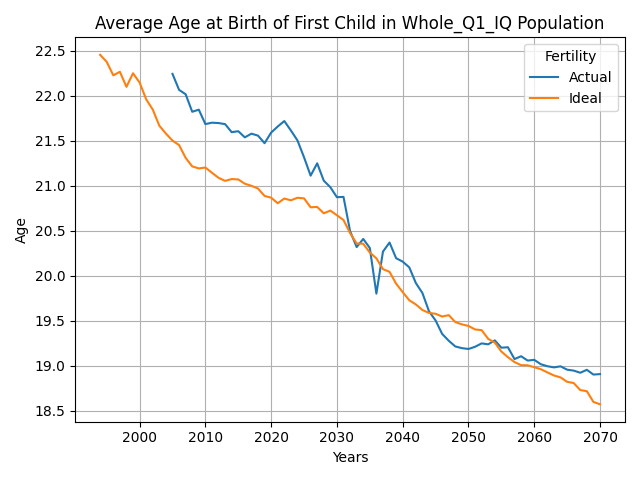 Average Age at Birth of First Child in Whole_Q1_IQ Population
Fertility
Actual
Ideal
Age
22.5
22.0
21.5
21.0
20.5
20.0
19.5
19.0
18.5
2000 2010 2020 2030 2040 2050 2060 2070
Years